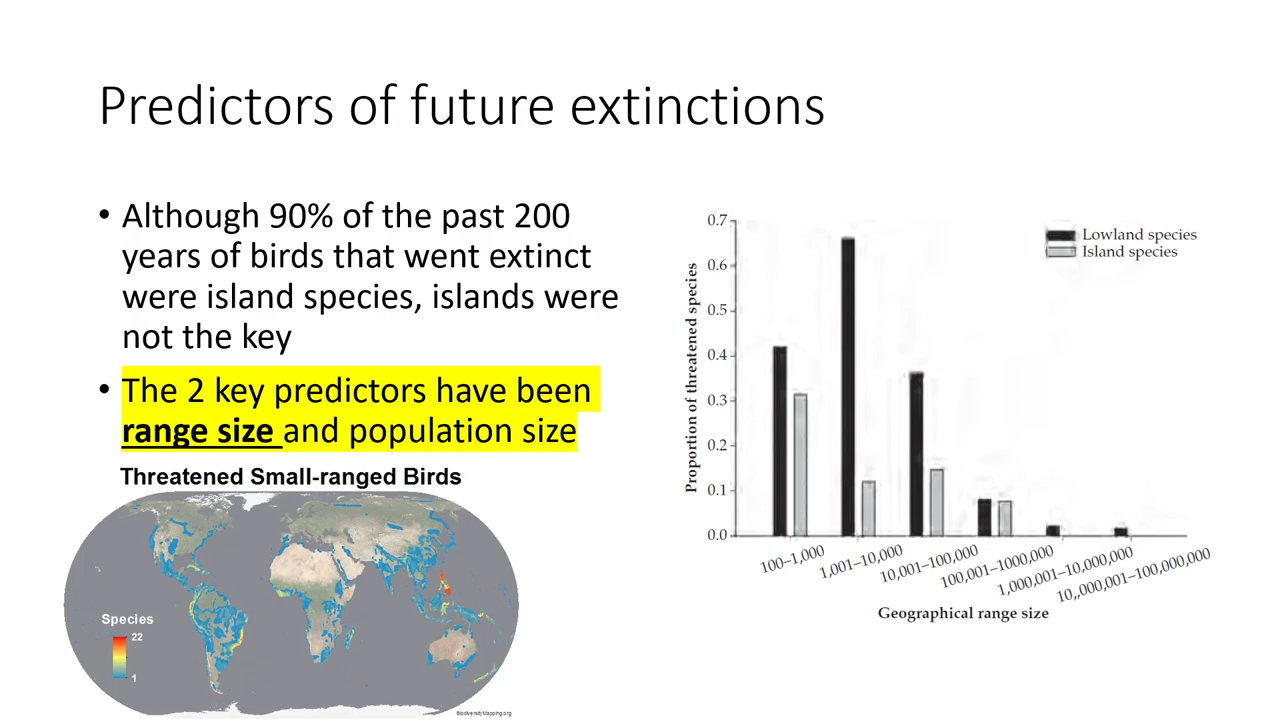 Predictors of future extinctions
• Although 90% of the past 200
years of birds that went extinct
were island species, islands were
not the key
• The 2 key predictors have been
range size and population size
Threatened Small-ranged Birds
Species
22
1
BiodiversityMapping.org
0.7
0.6
0.5
0.4
0.3
0.2
0.1
0.0
Proportion of threatened species
Lowland species
Island species
100–1,000
1,001–10,000
10,001–100,000
100,001–1000,000
1,000,001–10,000,000
10,,000,001–100,000,000
Geographical range size